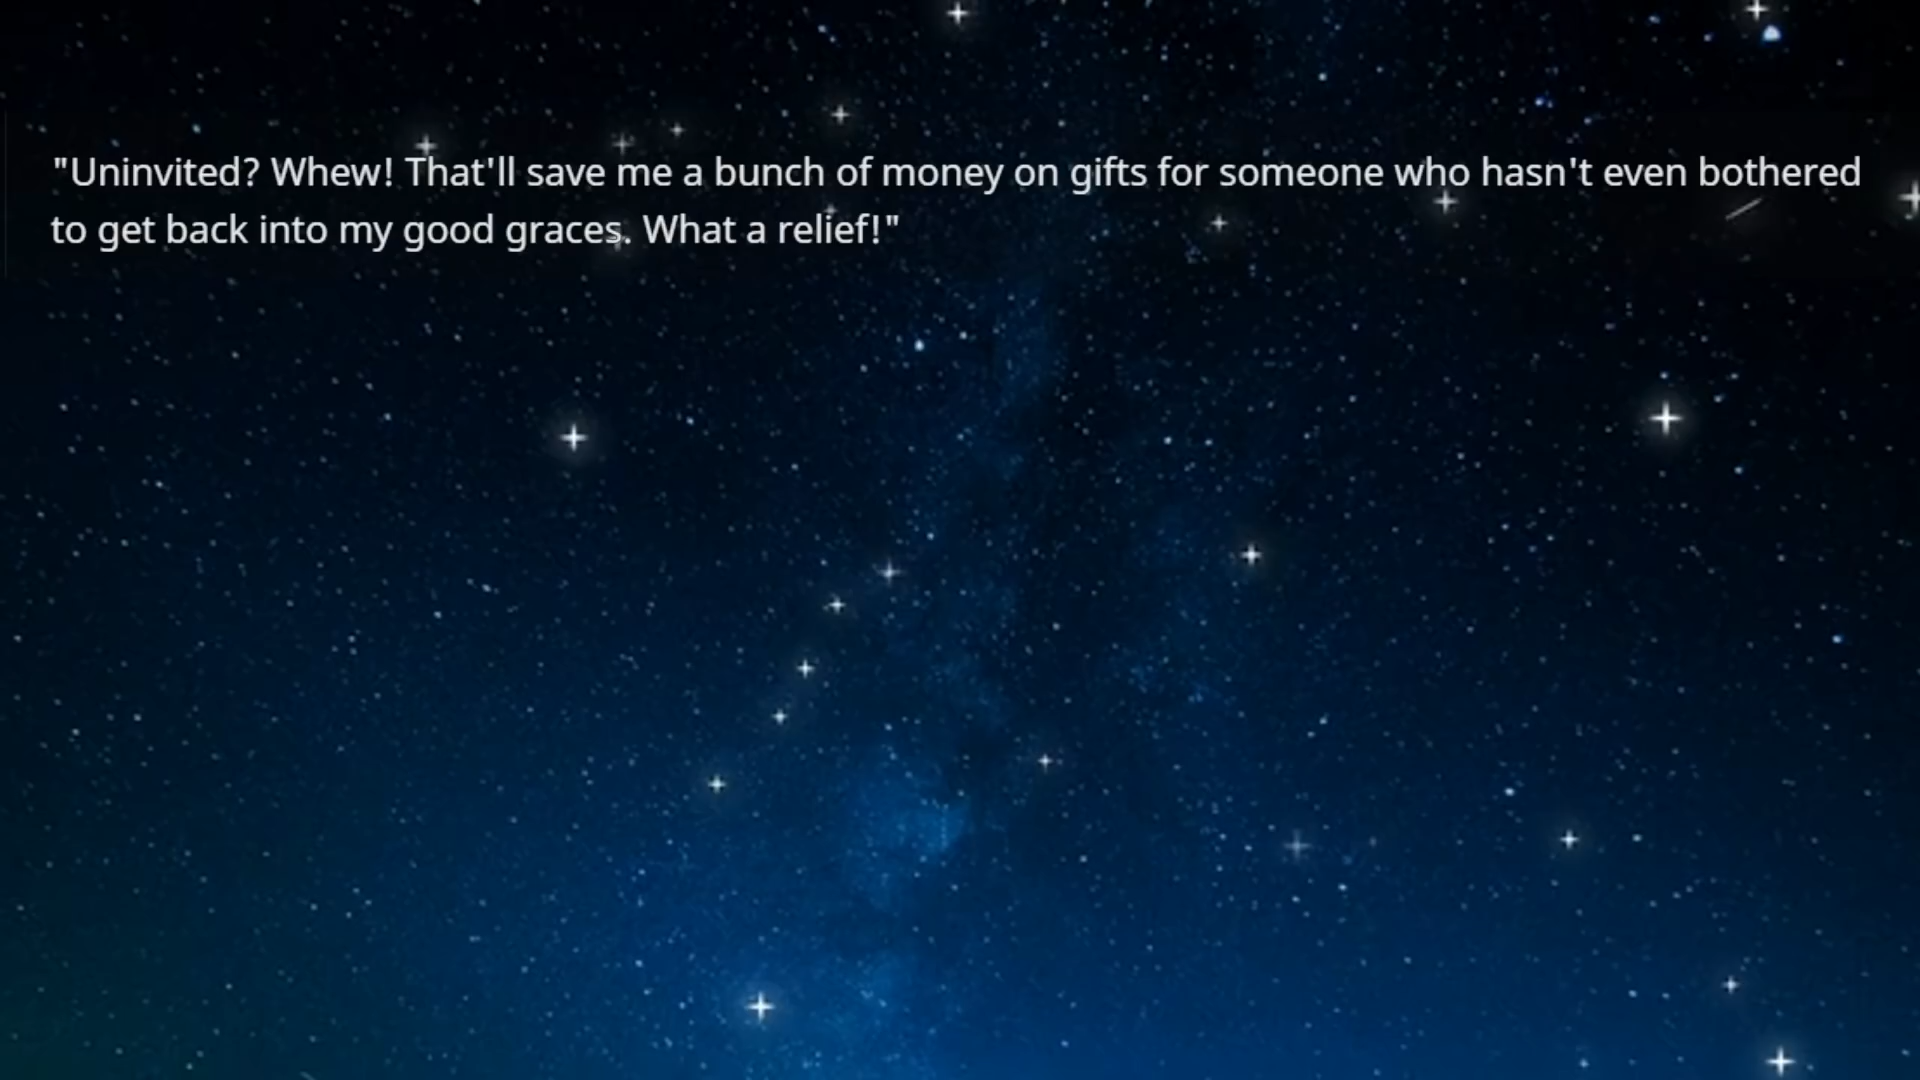 "Uninvited? Whew! That'll save me a bunch of money on gifts for someone who hasn't even bothered
to get back into my good graces. What a relief!"